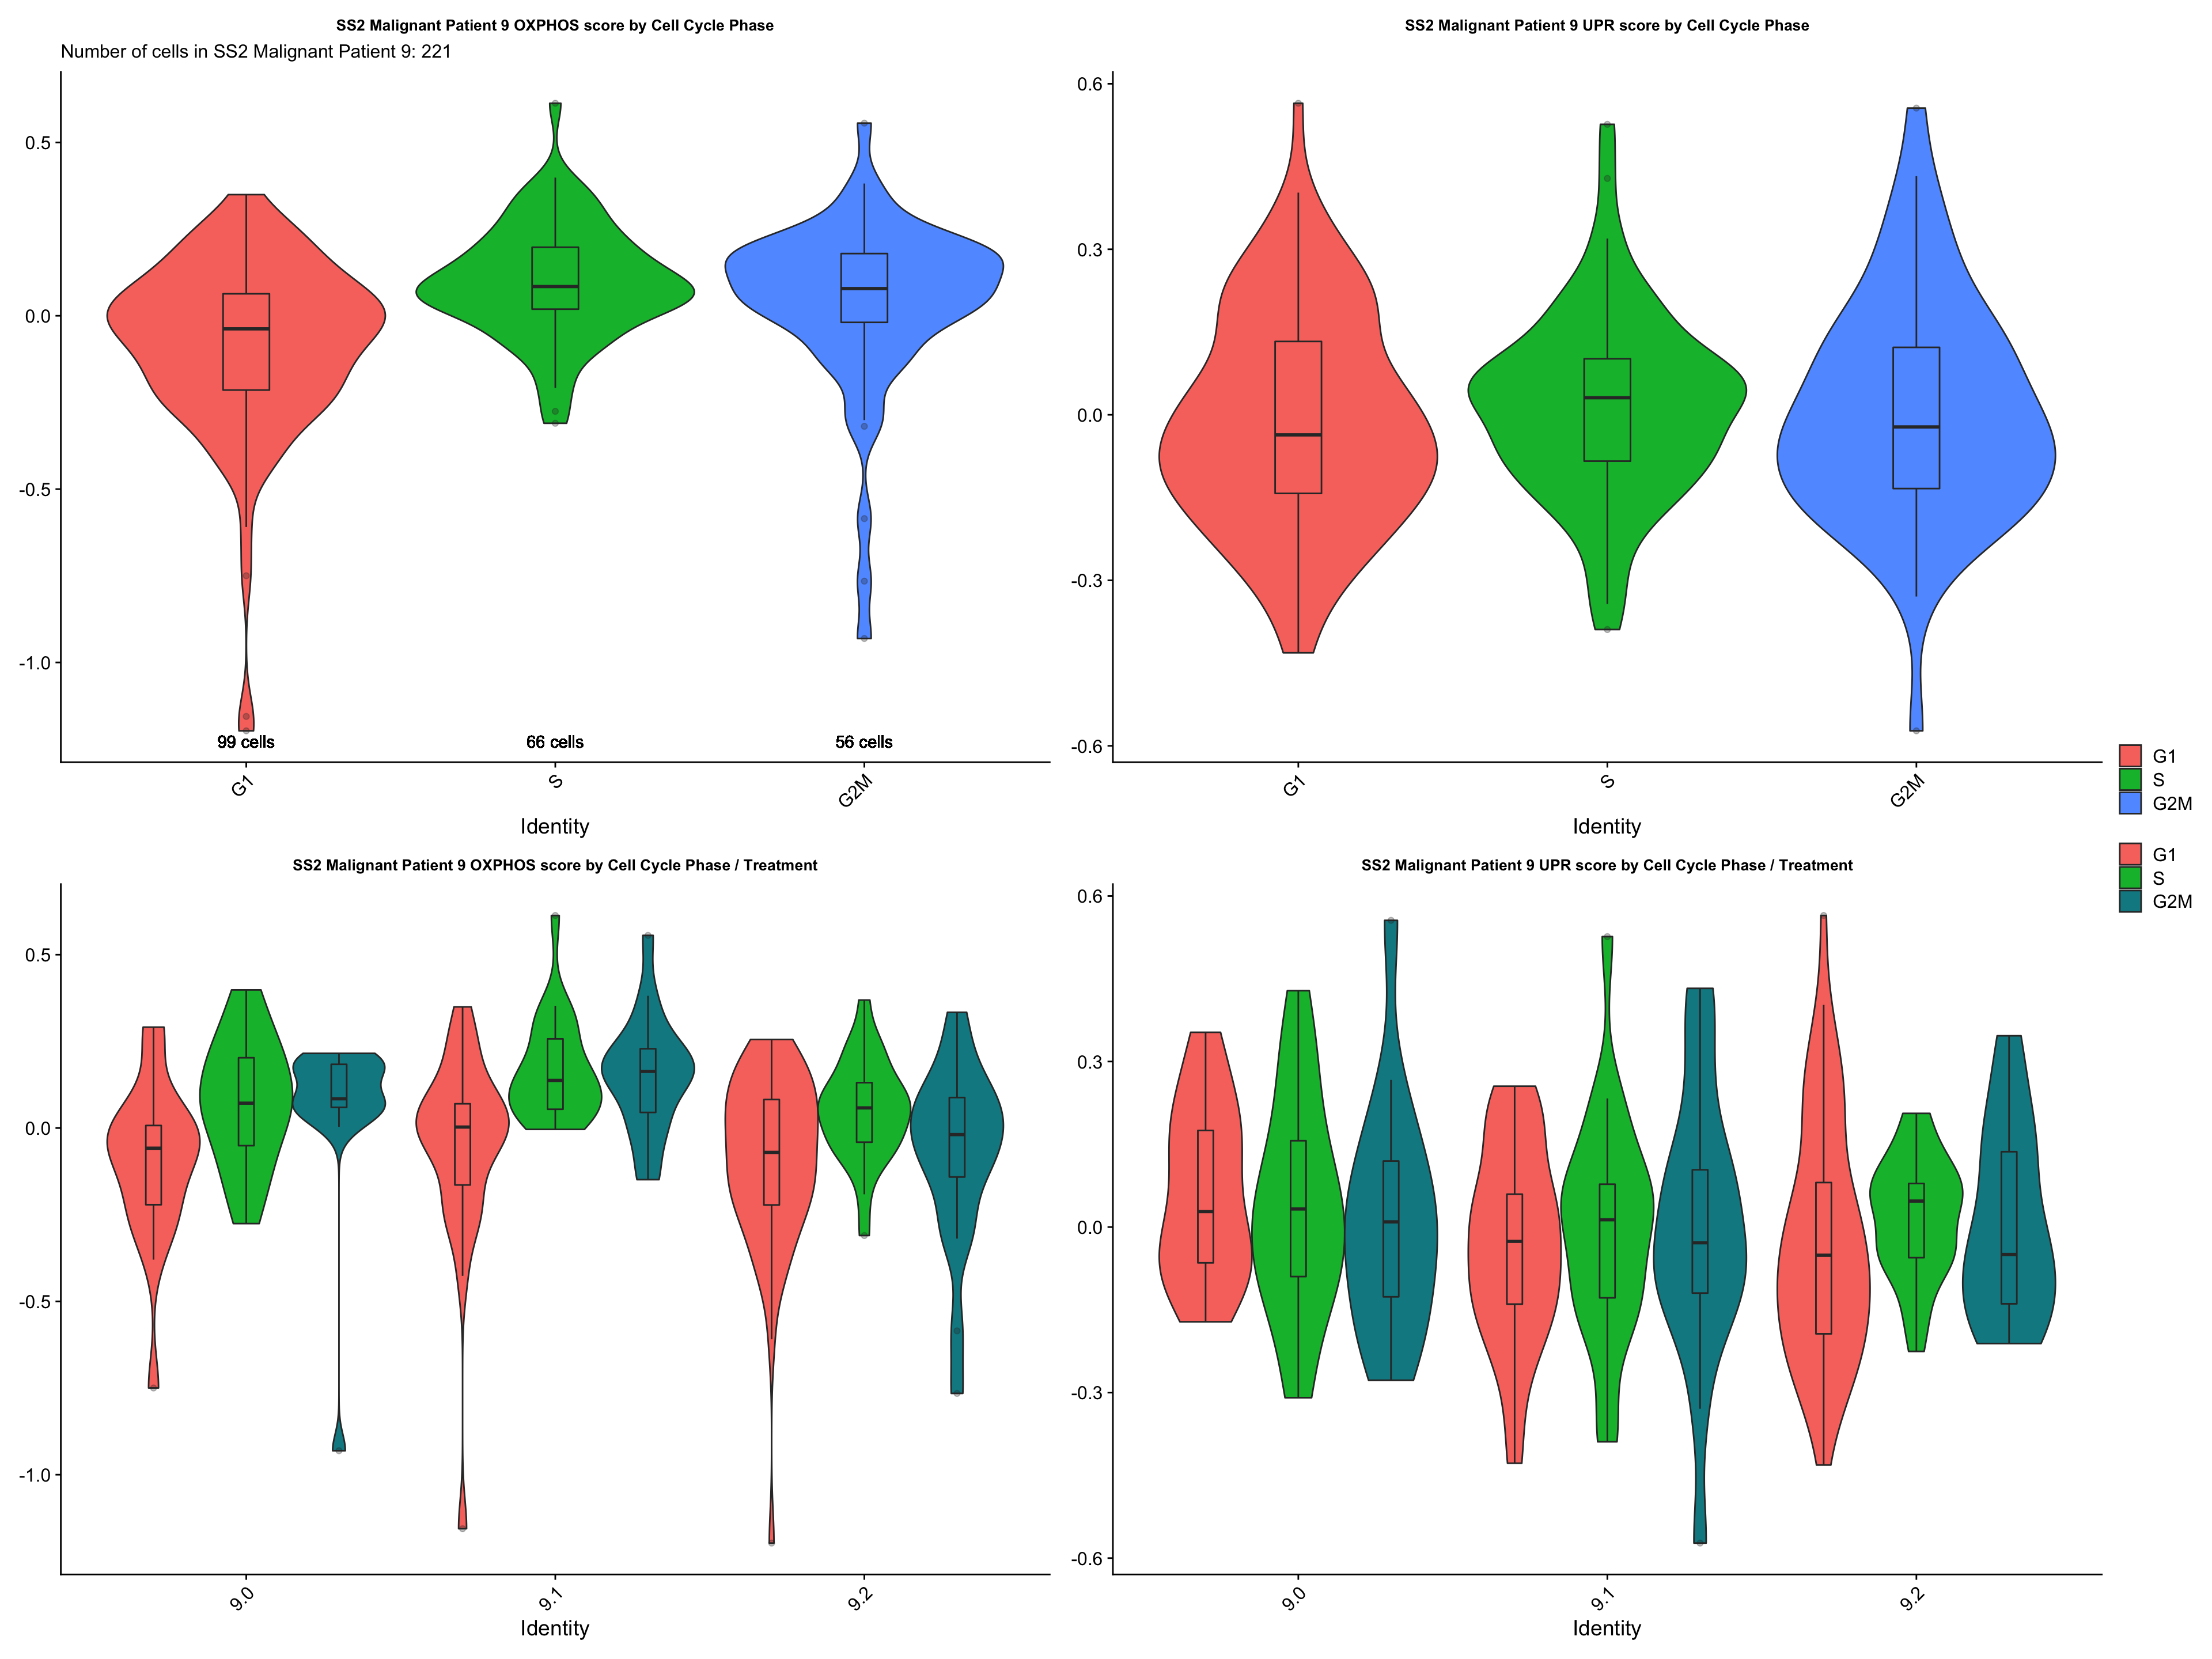 SS2 Malignant Patient 9 OXPHOS score by Cell Cycle Phase
Number of cells in SS2 Malignant Patient 9: 221
0.5
0.0
-0.5
-1.0
99 cells
66 cells
56 cells
G1
S
G2M
Identity
SS2 Malignant Patient 9 UPR score by Cell Cycle Phase
0.6
0.3
0.0
-0.3
-0.6
G1
S
G2M
Identity
G1
S
G2M
G1
S
G2M
SS2 Malignant Patient 9 OXPHOS score by Cell Cycle Phase / Treatment
0.5
0.0
-0.5
-1.0
9.0
9.1
9.2
Identity
SS2 Malignant Patient 9 UPR score by Cell Cycle Phase / Treatment
0.6
0.3
0.0
-0.3
-0.6
9.0
9.1
9.2
Identity